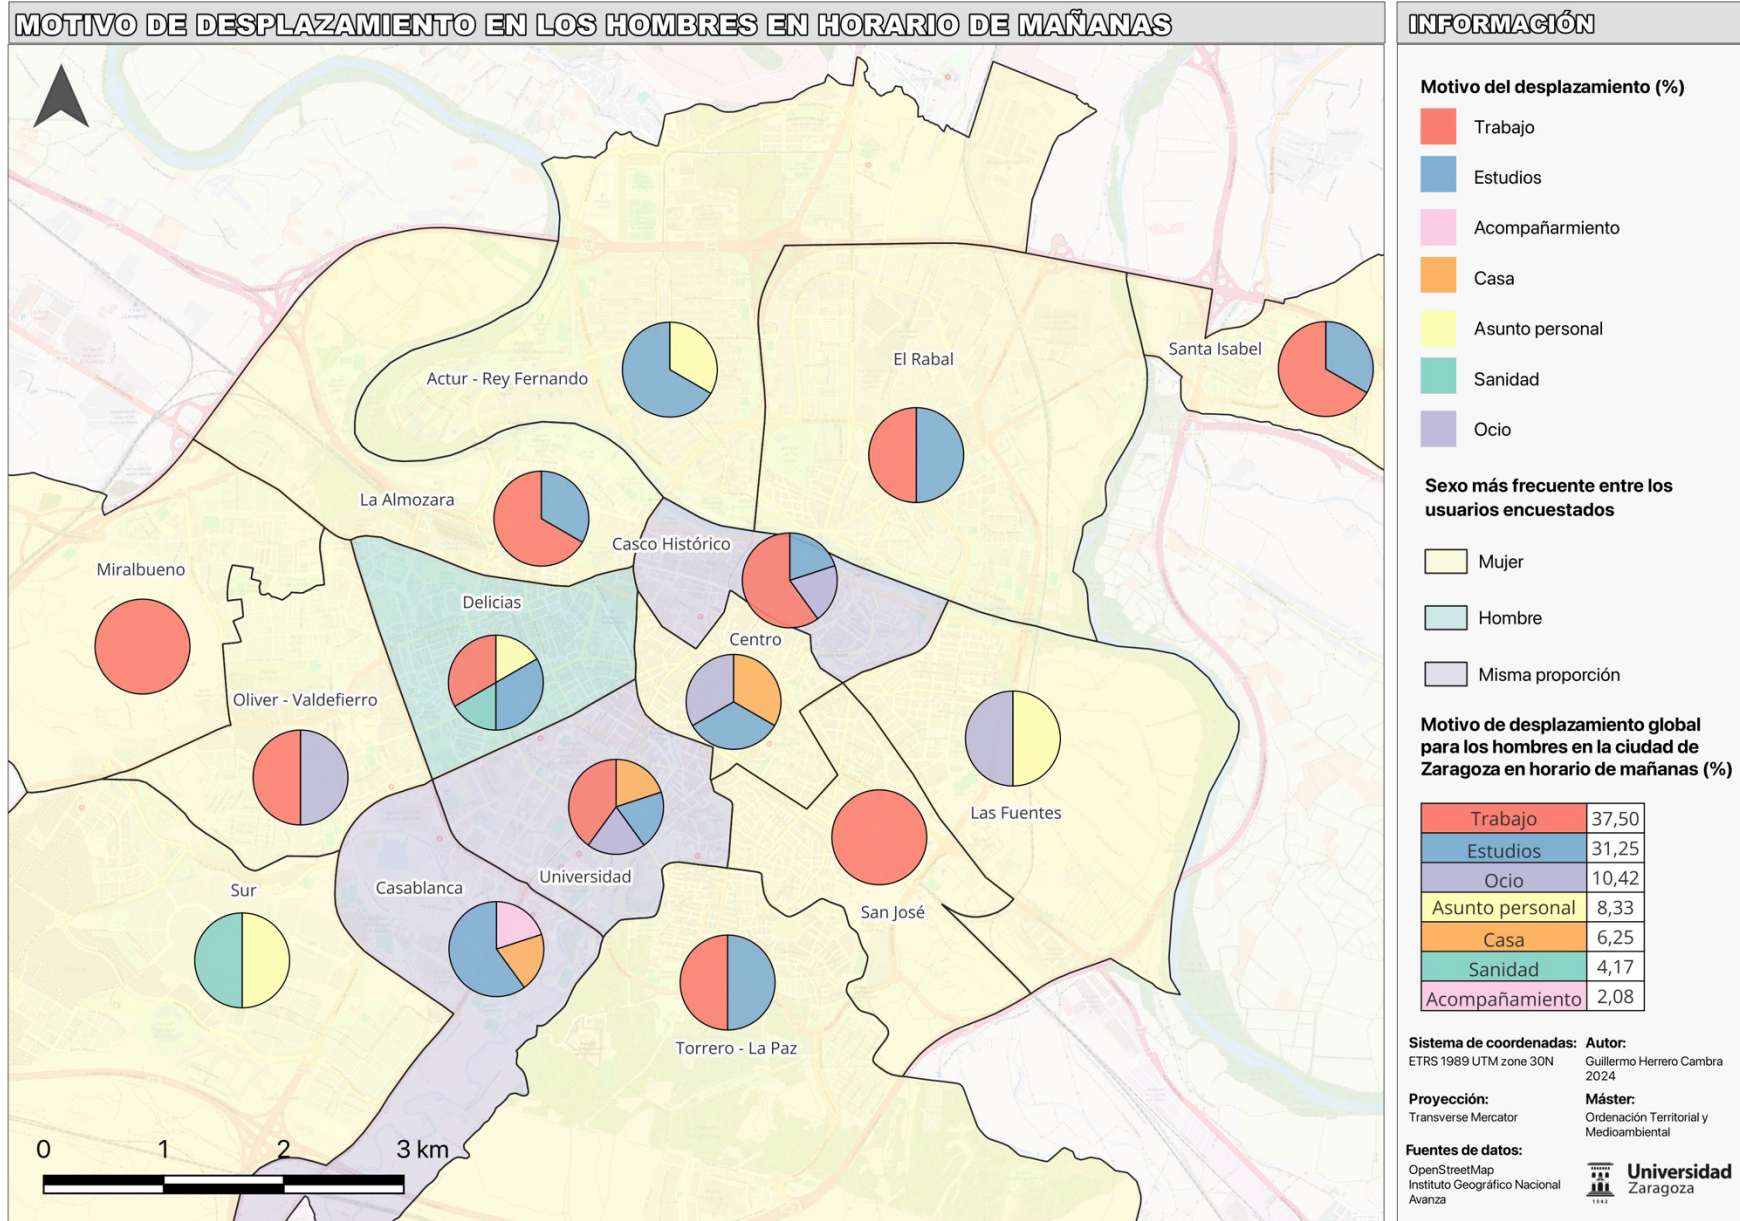 MOTIVO DE DESPLAZAMIENTO EN LOS HOMBRES EN HORARIO DE MAÑANAS
Actur - Rey Fernando
El Rabal
Santa Isabel
La Almozara
Casco Histórico
Miralbueno
Delicias
Centro
Oliver - Valdefierro
Las Fuentes
Universidad
Casablanca
Sur
San José
Torrero - La Paz
0 1 2 3 km
INFORMACIÓN
Motivo del desplazamiento (%)
Trabajo
Estudios
Acompañarmiento
Casa
Asunto personal
Sanidad
Ocio
Sexo más frecuente entre los
usuarios encuestados
Mujer
Hombre
Misma proporción
Motivo de desplazamiento global
para los hombres en la ciudad de
Zaragoza en horario de mañanas (%)
Trabajo 37,50
Estudios 31,25
Ocio 10,42
Asunto personal 8,33
Casa 6,25
Sanidad 4,17
Acompañamiento 2,08
Sistema de coordenadas:
ETRS 1989 UTM zone 30N
Autor:
Guillermo Herrero Cambra
2024
Proyección:
Transverse Mercator
Máster:
Ordenación Territorial y
Medioambiental
Fuentes de datos:
OpenStreetMap
Instituto Geográfico Nacional
Avanza
1542
Universidad
Zaragoza